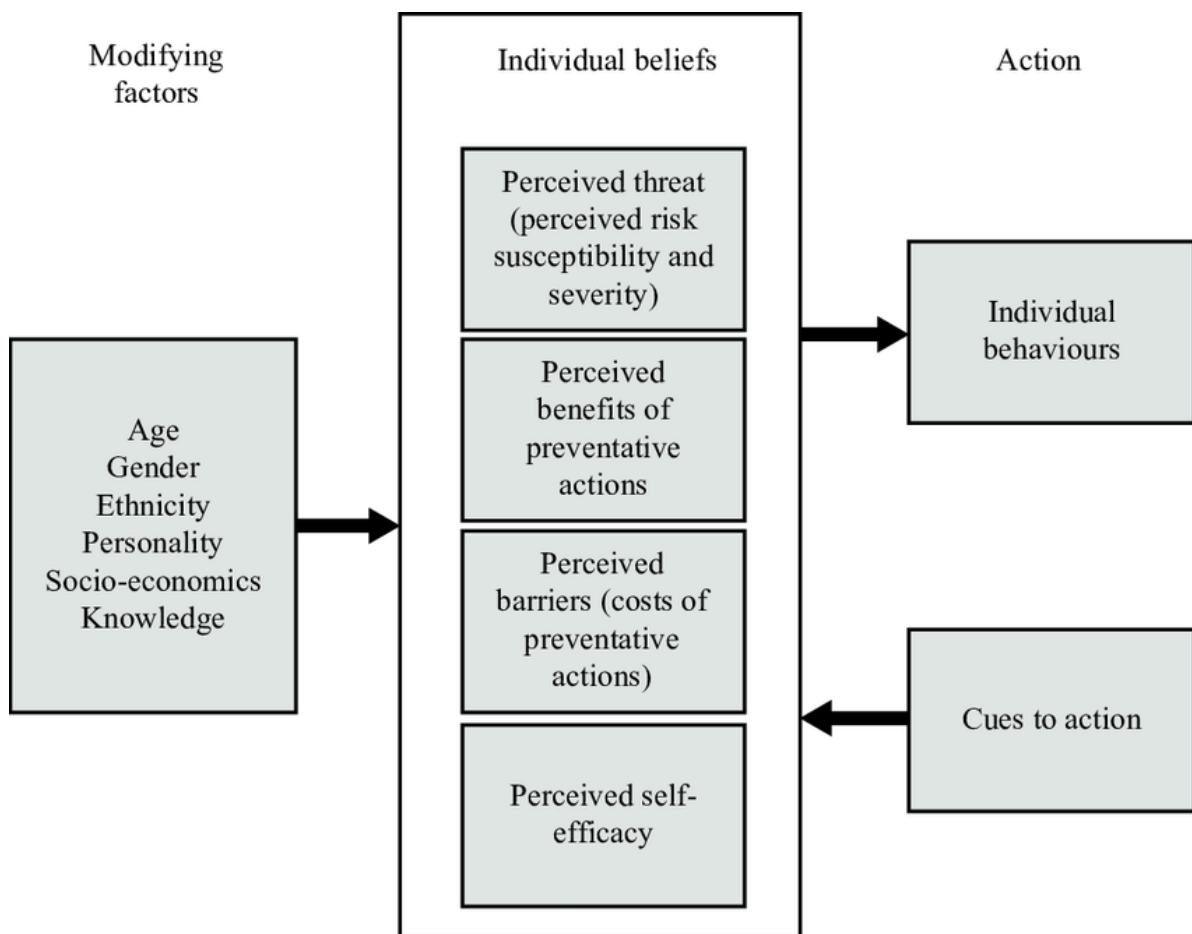 Modifying
factors
Individual beliefs
Action
Perceived threat
(perceived risk
susceptibility and
severity)
Perceived
benefits of
preventative
actions
Perceived
barriers (costs of
preventative
actions)
Perceived self-
efficacy
Age
Gender
Ethnicity
Personality
Socio-economics
Knowledge
Individual
behaviours
Cues to action